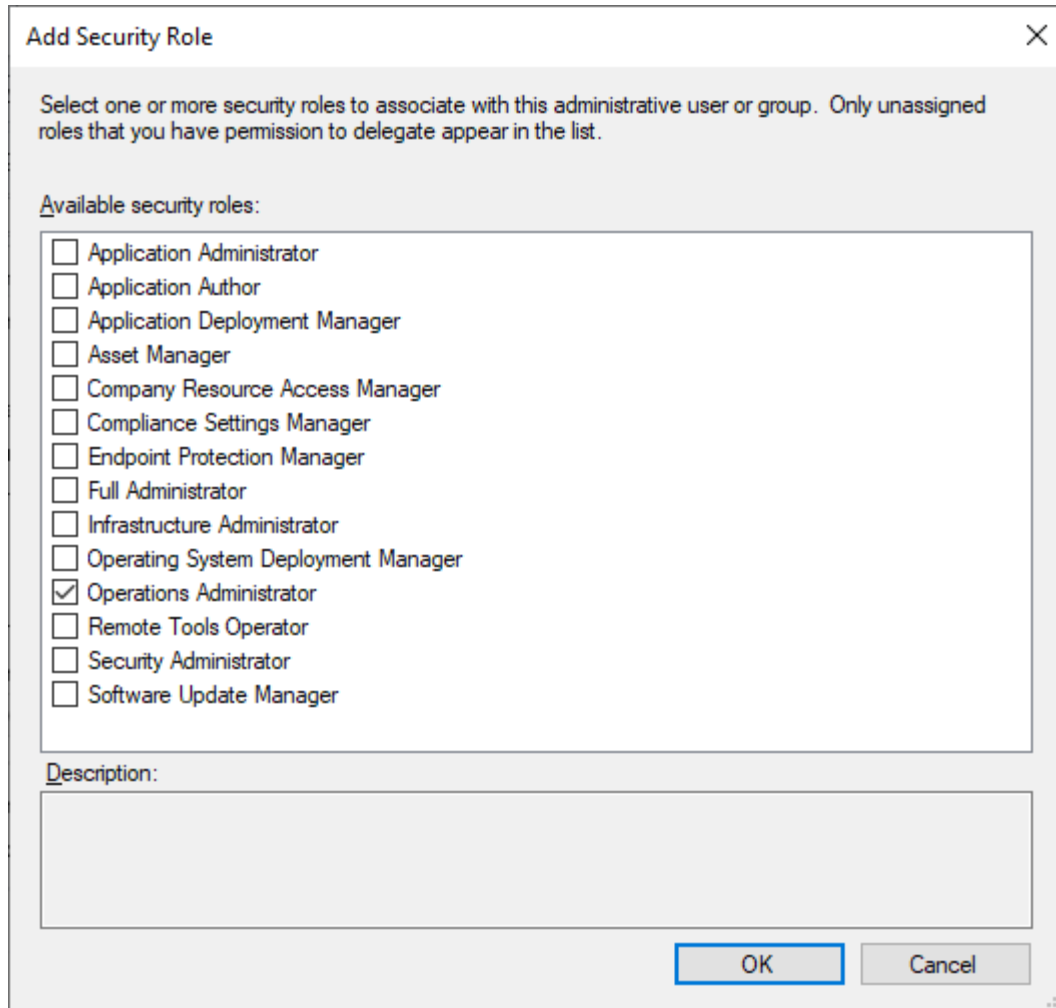 Add Security Role
Select one or more security roles to associate with this administrative user or group.  Only unassigned
roles that you have permission to delegate appear in the list.
Available security roles:
Application Administrator
Application Author
Application Deployment Manager
Asset Manager
Company Resource Access Manager
Compliance Settings Manager
Endpoint Protection Manager
Full Administrator
Infrastructure Administrator
Operating System Deployment Manager
Operations Administrator
Remote Tools Operator
Security Administrator
Software Update Manager
Description:
OK Cancel